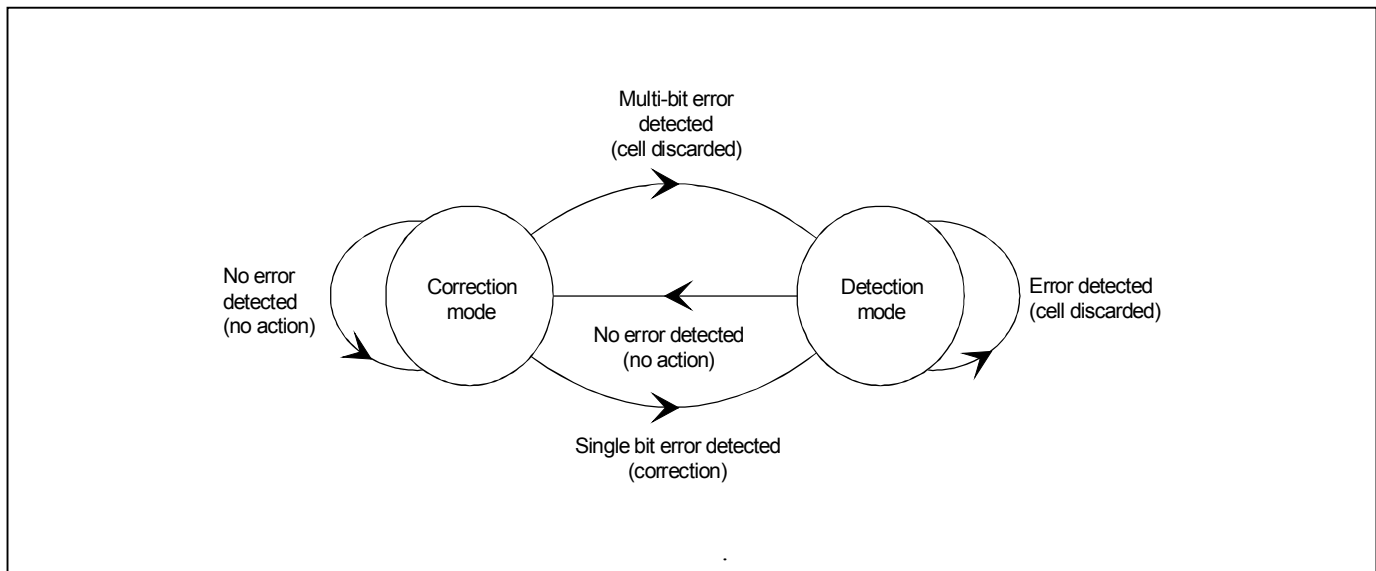 Multi-bit error
detected
(cell discarded)
No error
detected
(no action)
Correction
mode
Detection
mode
Error detected
(cell discarded)
No error detected
(no action)
Single bit error detected
(correction)
.